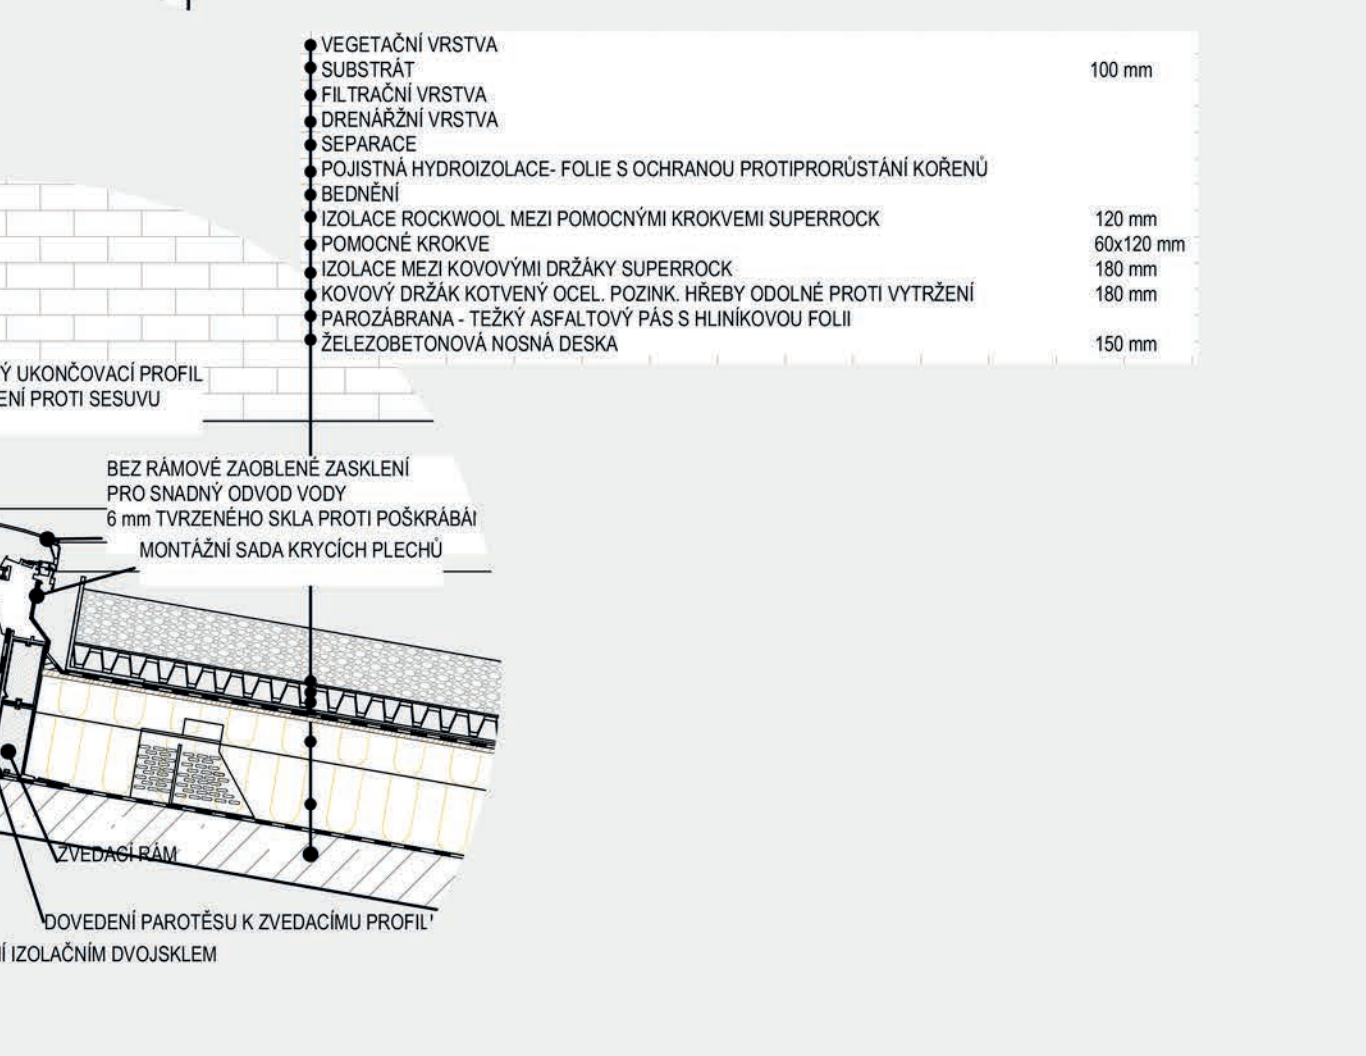 VEGETAČNÍ VRSTVA
SUBSTRÁT 100 mm
FILTRAČNÍ VRSTVA
DRENÁŘŽNÍ VRSTVA
SEPARACE
POJISTNÁ HYDROIZOLACE- FOLIE S OCHRANOU PROTIPRORŮSTÁNÍ KOŘENŮ
BEDNĚNÍ
IZOLACE ROCKWOOL MEZI POMOCNÝMI KROKVEMI SUPERROCK 120 mm
POMOCNÉ KROKVE 60x120 mm
IZOLACE MEZI KOVOVÝMI DRŽÁKY SUPERROCK 180 mm
KOVOVÝ DRŽÁK KOTVENÝ OCEL. POZINK. HŘEBY ODOLNÉ PROTI VYTRŽENÍ 180 mm
PAROZÁBRANA - TEŽKÝ ASFALTOVÝ PÁS S HLINÍKOVOU FOLII
ŽELEZOBETONOVÁ NOSNÁ DESKA 150 mm
Ý UKONČOVACÍ PROFIL
ENÍ PROTI SESUVU
BEZ RÁMOVÉ ZAOBLENÉ ZASKLENÍ
PRO SNADNÝ ODVOD VODY
6 mm TVRZENÉHO SKLA PROTI POŠKRÁBÁ
MONTÁŽNÍ SADA KRYCÍCH PLECHŮ
ZVEDACÍ RÁM
DOVEDENÍ PAROTĚSU K ZVEDACÍMU PROFIL
Í IZOLAČNÍM DVOJSKLEM